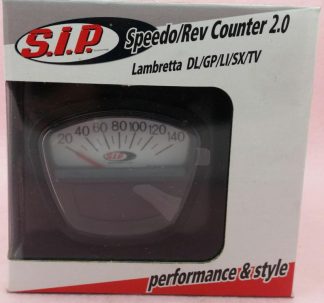 S.i.P. Speedo/Rev Counter 2.0
Lambretta DL/GP/LI/SX/TV
20 40 60 80 100 120 140
SIP
performance & style